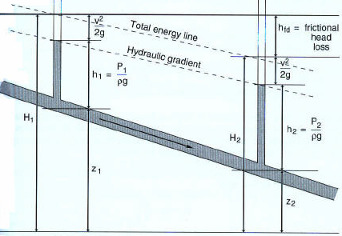 v²
2g
Total energy line
hfd = frictional
head
loss
Hydraulic gradient
v²
2g
h₁ = P₁
ρg
H₁
H₂
h₂ = P₂
ρg
z₁
z₂